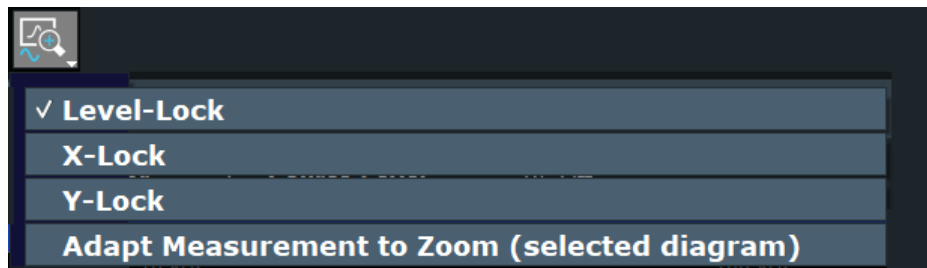 Level-Lock
X-Lock
Y-Lock
Adapt Measurement to Zoom (selected diagram)